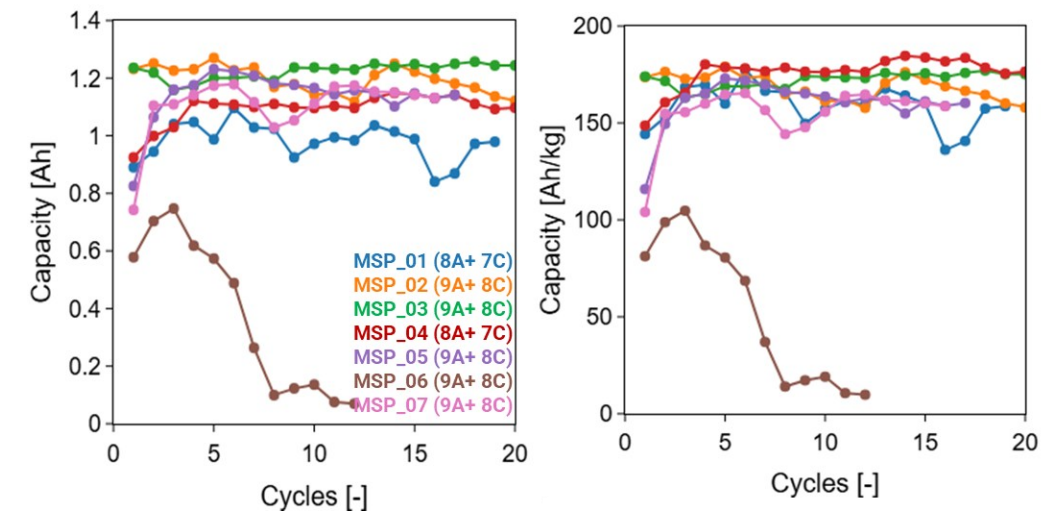 1.4
1.2
1
0.8
0.6
0.4
0.2
0
Capacity [Ah]
0 5 10 15 20
Cycles [-]
MSP_01 (8A+ 7C)
MSP_02 (9A+ 8C)
MSP_03 (9A+ 8C)
MSP_04 (8A+ 7C)
MSP_05 (9A+ 8C)
MSP_06 (9A+ 8C)
MSP_07 (9A+ 8C)
200
150
100
50
0
Capacity [Ah/kg]
0 5 10 15 20
Cycles [-]